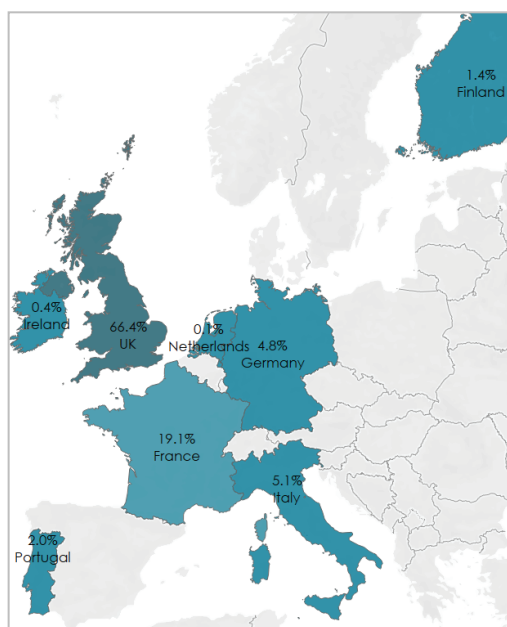 1.4%
Finland
0.4%
Ireland
66.4%
UK
0.1%
Netherlands
4.8%
Germany
19.1%
France
5.1%
Italy
2.0%
Portugal